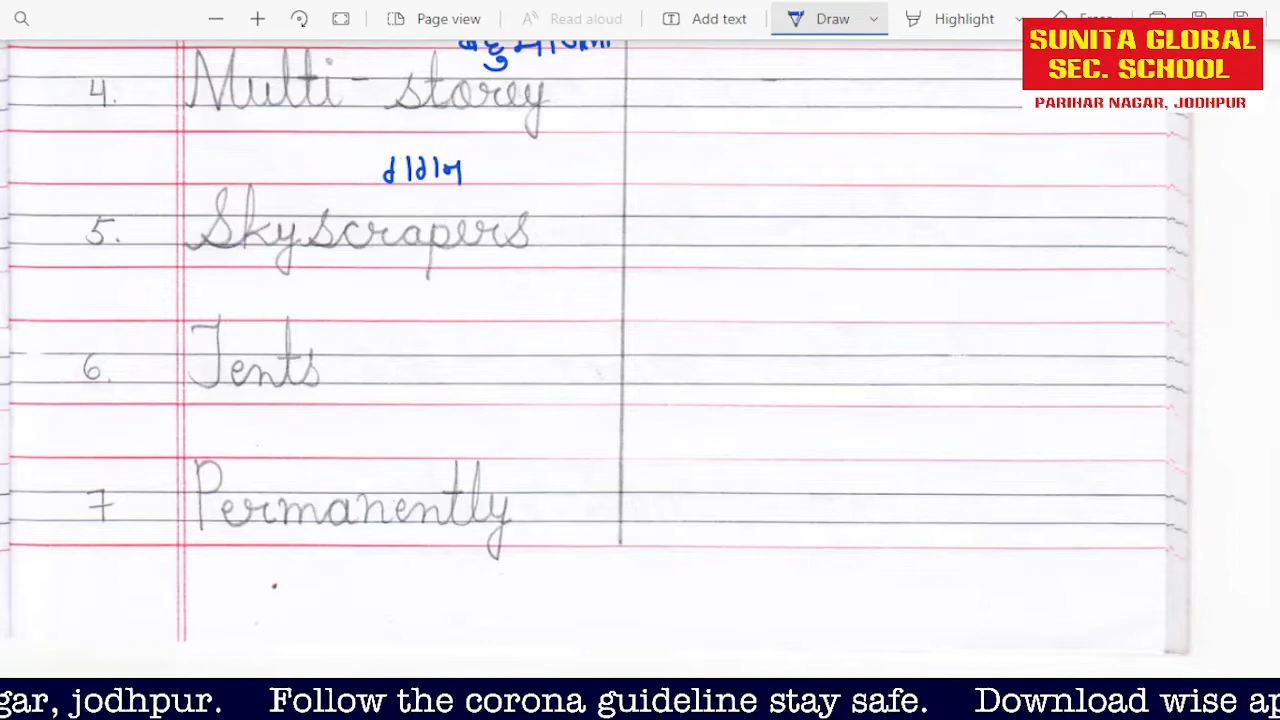 Page view
Read aloud
Add text
Draw
Highlight
SUNITA GLOBAL
SEC. SCHOOL
PARIHAR NAGAR, JODHPUR
4. Multi-storey
5. Skyscrapers
6. Tents
7 Permanently
gar, jodhpur. Follow the corona guideline stay safe. Download wise ap